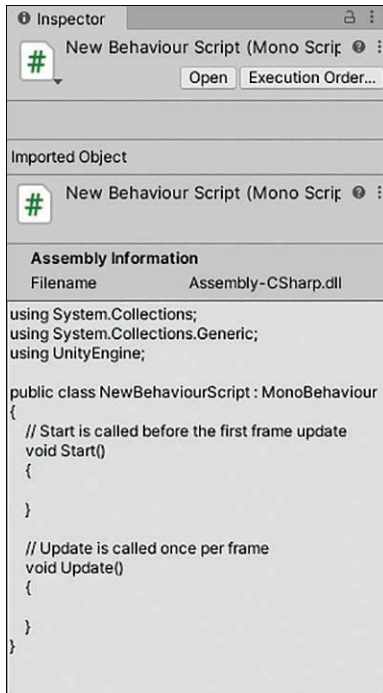 Inspector
New Behaviour Script (Mono Scrip
Open Execution Order...
Imported Object
New Behaviour Script (Mono Scrip
Assembly Information
Filename Assembly-CSharp.dll
using System.Collections;
using System.Collections.Generic;
using UnityEngine;
public class NewBehaviourScript : MonoBehaviour
{
// Start is called before the first frame update
void Start()
{
}
// Update is called once per frame
void Update()
{
}
}